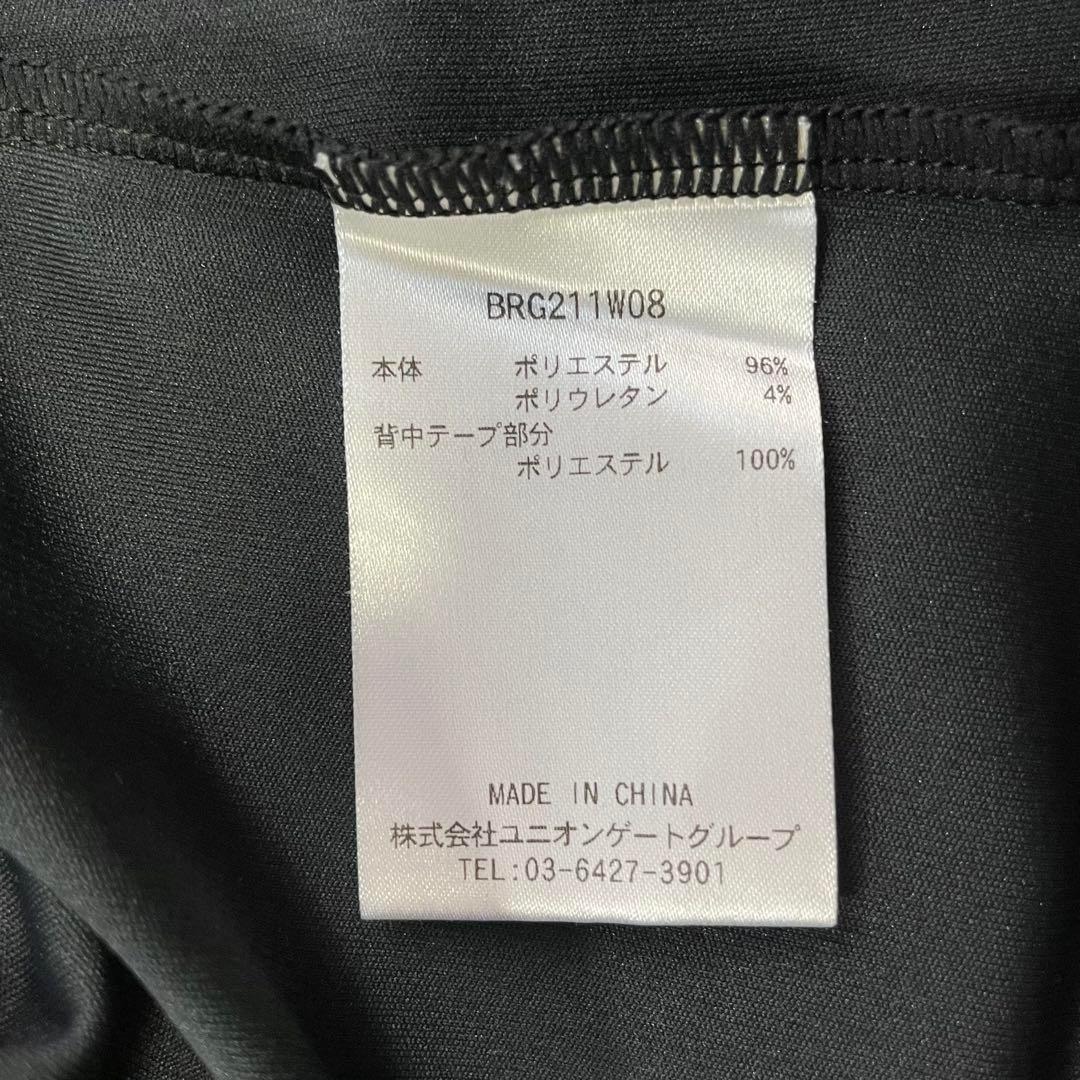 BRG211W08
本体 ポリエステル 96%
ポリウレタン 4%
背中テープ部分
ポリエステル 100%
MADE IN CHINA
株式会社ユニオンゲートグループ
TEL:03-6427-3901